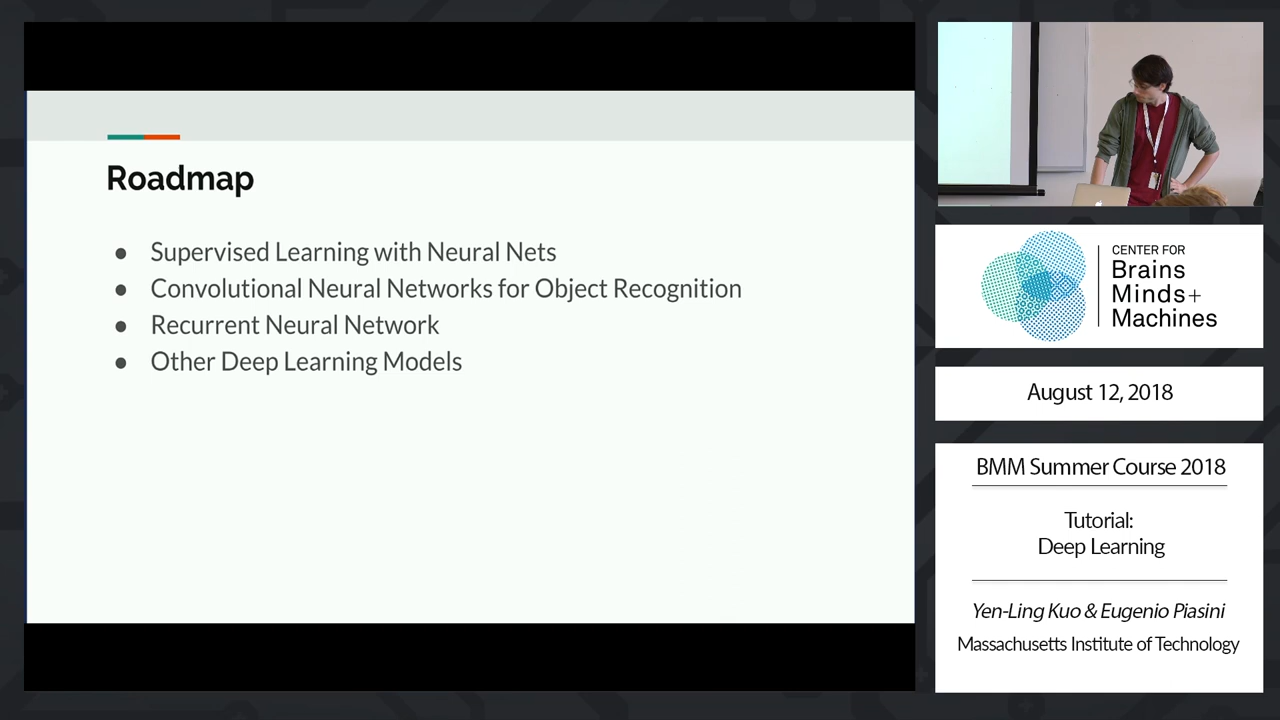 Roadmap
● Supervised Learning with Neural Nets
● Convolutional Neural Networks for Object Recognition
● Recurrent Neural Network
● Other Deep Learning Models
CENTER FOR
Brains
Minds+
Machines
August 12, 2018
BMM Summer Course 2018
Tutorial:
Deep Learning
Yen-Ling Kuo & Eugenio Piasini
Massachusetts Institute of Technology